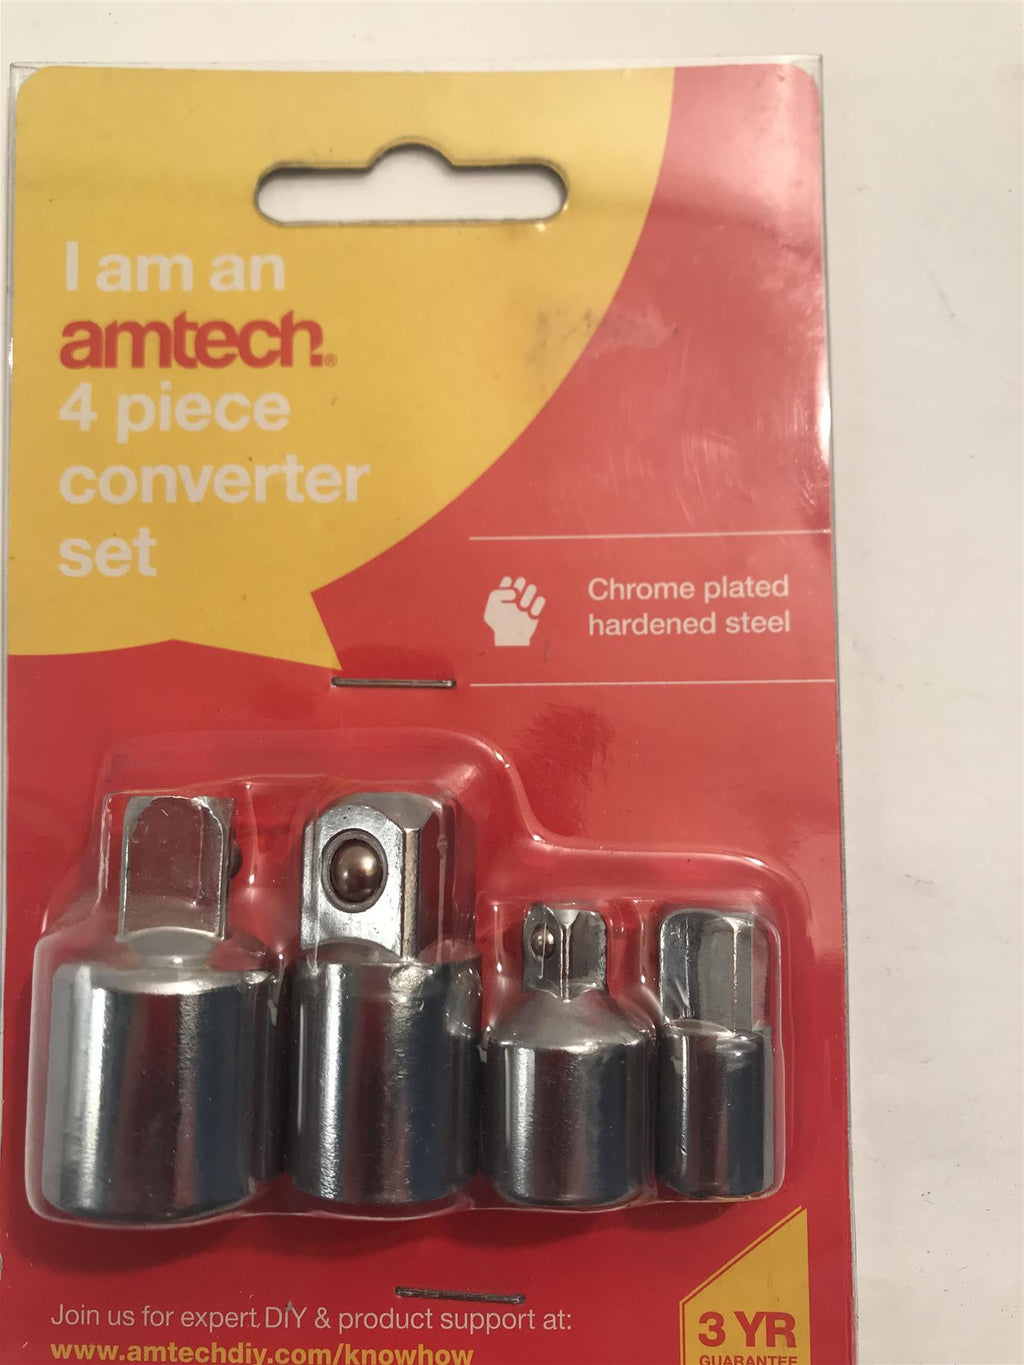 I am an
amtech®
4 piece
converter
set
Chrome plated
hardened steel
Join us for expert DIY & product support at:
www.amtechdiy.com/knowhow
3 YR
GUARANTEE